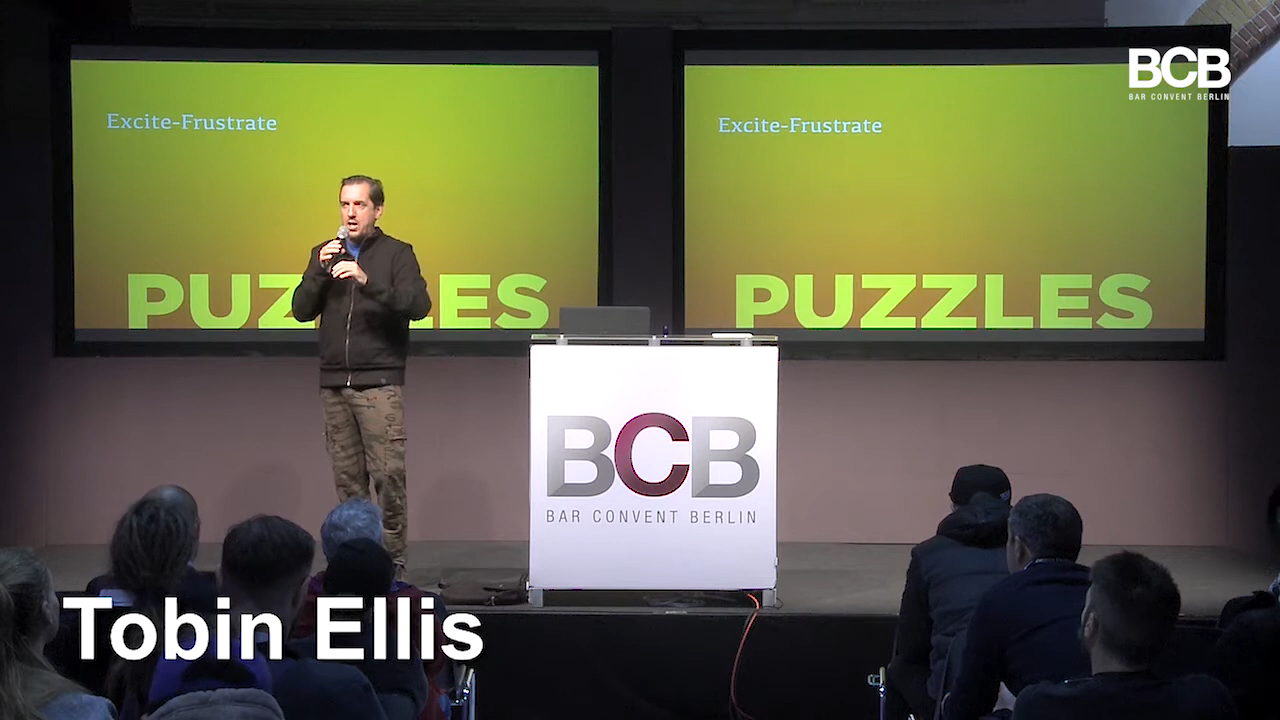 BCB
BAR CONVENT BERLIN
Excite-Frustrate
PUZZLES
Excite-Frustrate
PUZZLES
BCB
BAR CONVENT BERLIN
Tobin Ellis